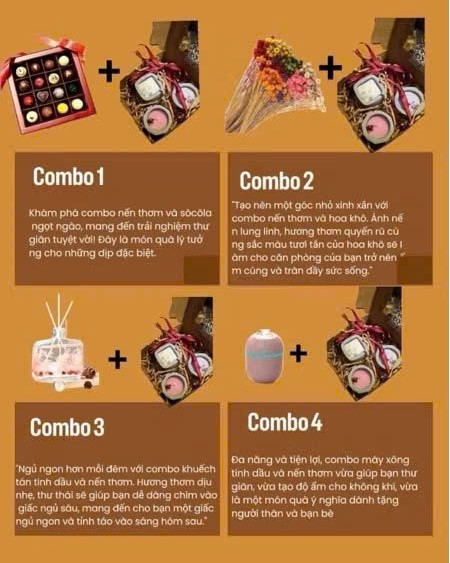 Combo 1
Khám phá combo nến thơm và sôcôla
ngọt ngào, mang đến trải nghiệm thư
giãn tuyệt vời! Đây là món quà lý tưở
ng cho những dịp đặc biệt.
Combo 2
"Tạo nên một góc nhỏ xinh xắn với
combo nến thơm và hoa khô. Ánh nế
n lung linh, hương thơm quyến rũ cù
ng sắc màu tươi tắn của hoa khô sẽ l
àm cho căn phòng của bạn trở nên
m cúng và tràn đầy sức sống."
Combo 3
"Ngủ ngon hơn mỗi đêm với combo khuếch
tán tinh dầu và nến thơm. Hương thơm dịu
nhẹ, thư thái sẽ giúp bạn dễ dàng chìm vào
giấc ngủ sâu, mang đến cho bạn một giấc
ngủ ngon và tỉnh táo vào sáng hôm sau."
Combo 4
Đa năng và tiện lợi, combo máy xông
tinh dầu và nến thơm vừa giúp bạn thư
giãn, vừa tạo độ ẩm cho không khí, vừa
là một món quà ý nghĩa dành tặng
người thân và bạn bè